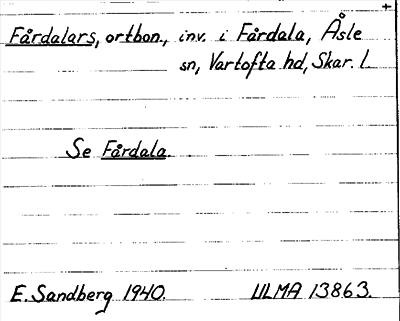 +
Fårdalars, ortbon., inv. i Fårdala, Åsle
sn, Vartofta hd, Skar. l.
Se Fårdala.
E. Sandberg 1940. ULMA 13863.